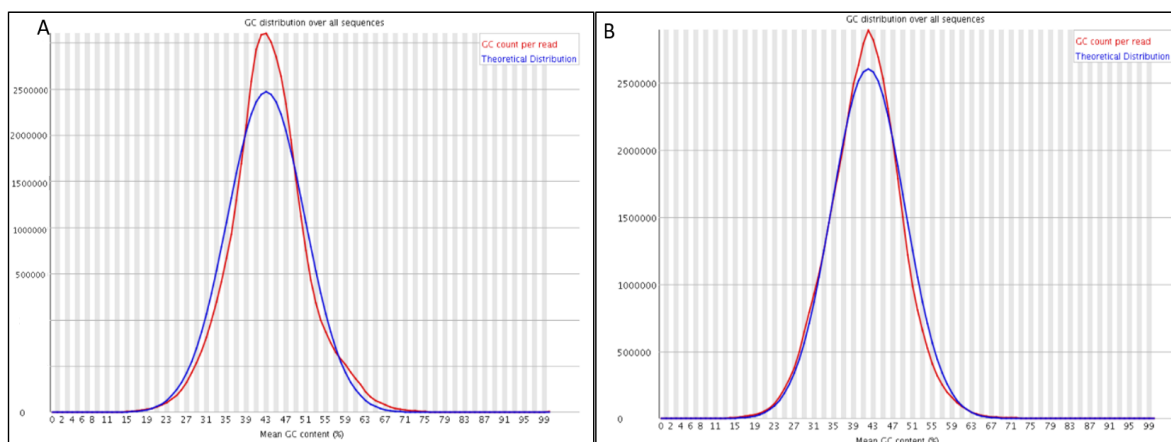 A
GC distribution over all sequences
GC count per read
Theoretical Distribution
2500000
2000000
1500000
1000000
500000
0
0 2 4 6 8 11 15 19 23 27 31 35 39 43 47 51 55 59 63 67 71 75 79 83 87 91 95 99
Mean GC content (%)
B
GC distribution over all sequences
GC count per read
Theoretical Distribution
2500000
2000000
1500000
1000000
500000
0
0 2 4 6 8 11 15 19 23 27 31 35 39 43 47 51 55 59 63 67 71 75 79 83 87 91 95 99
Mean GC content (%)